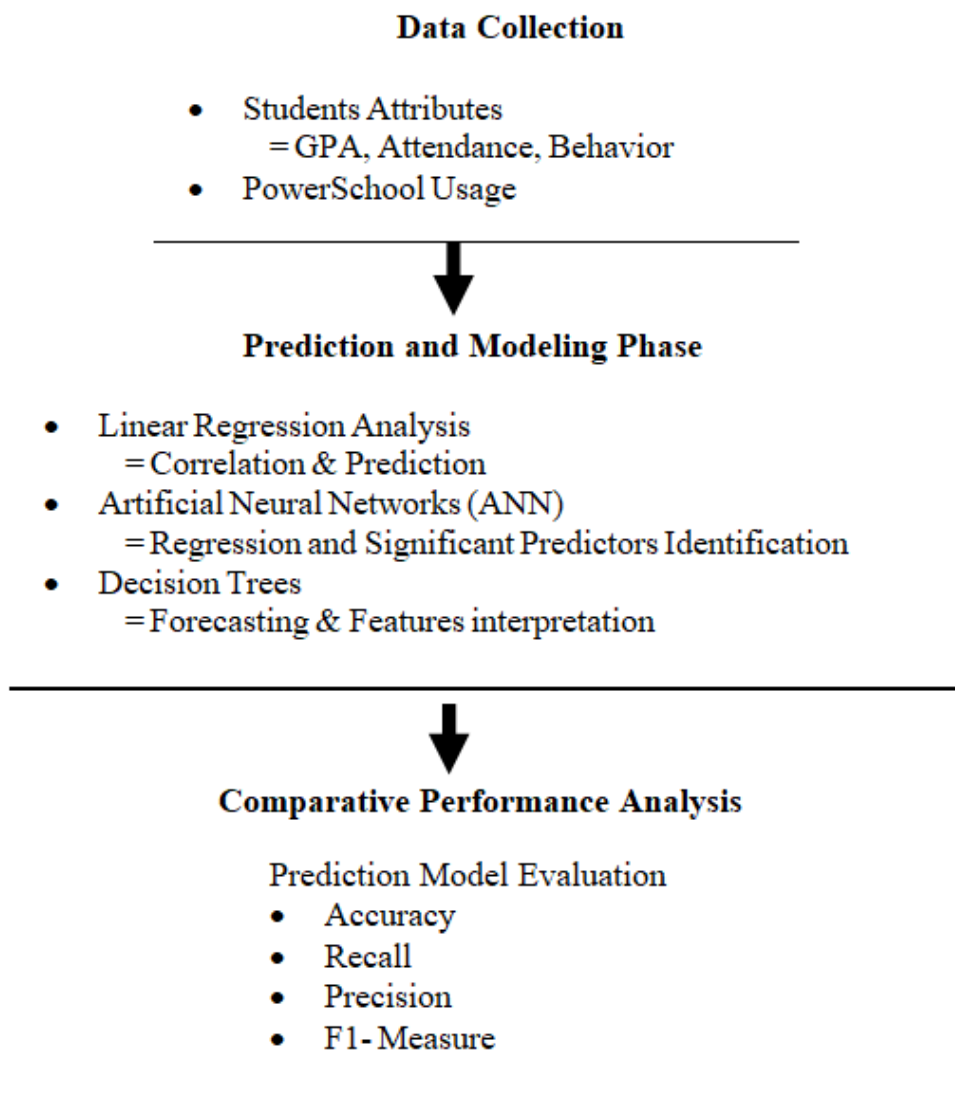 Data Collection
• Students Attributes
= GPA, Attendance, Behavior
• PowerSchool Usage
Prediction and Modeling Phase
• Linear Regression Analysis
= Correlation & Prediction
• Artificial Neural Networks (ANN)
= Regression and Significant Predictors Identification
• Decision Trees
= Forecasting & Features interpretation
Comparative Performance Analysis
Prediction Model Evaluation
• Accuracy
• Recall
• Precision
• F1- Measure